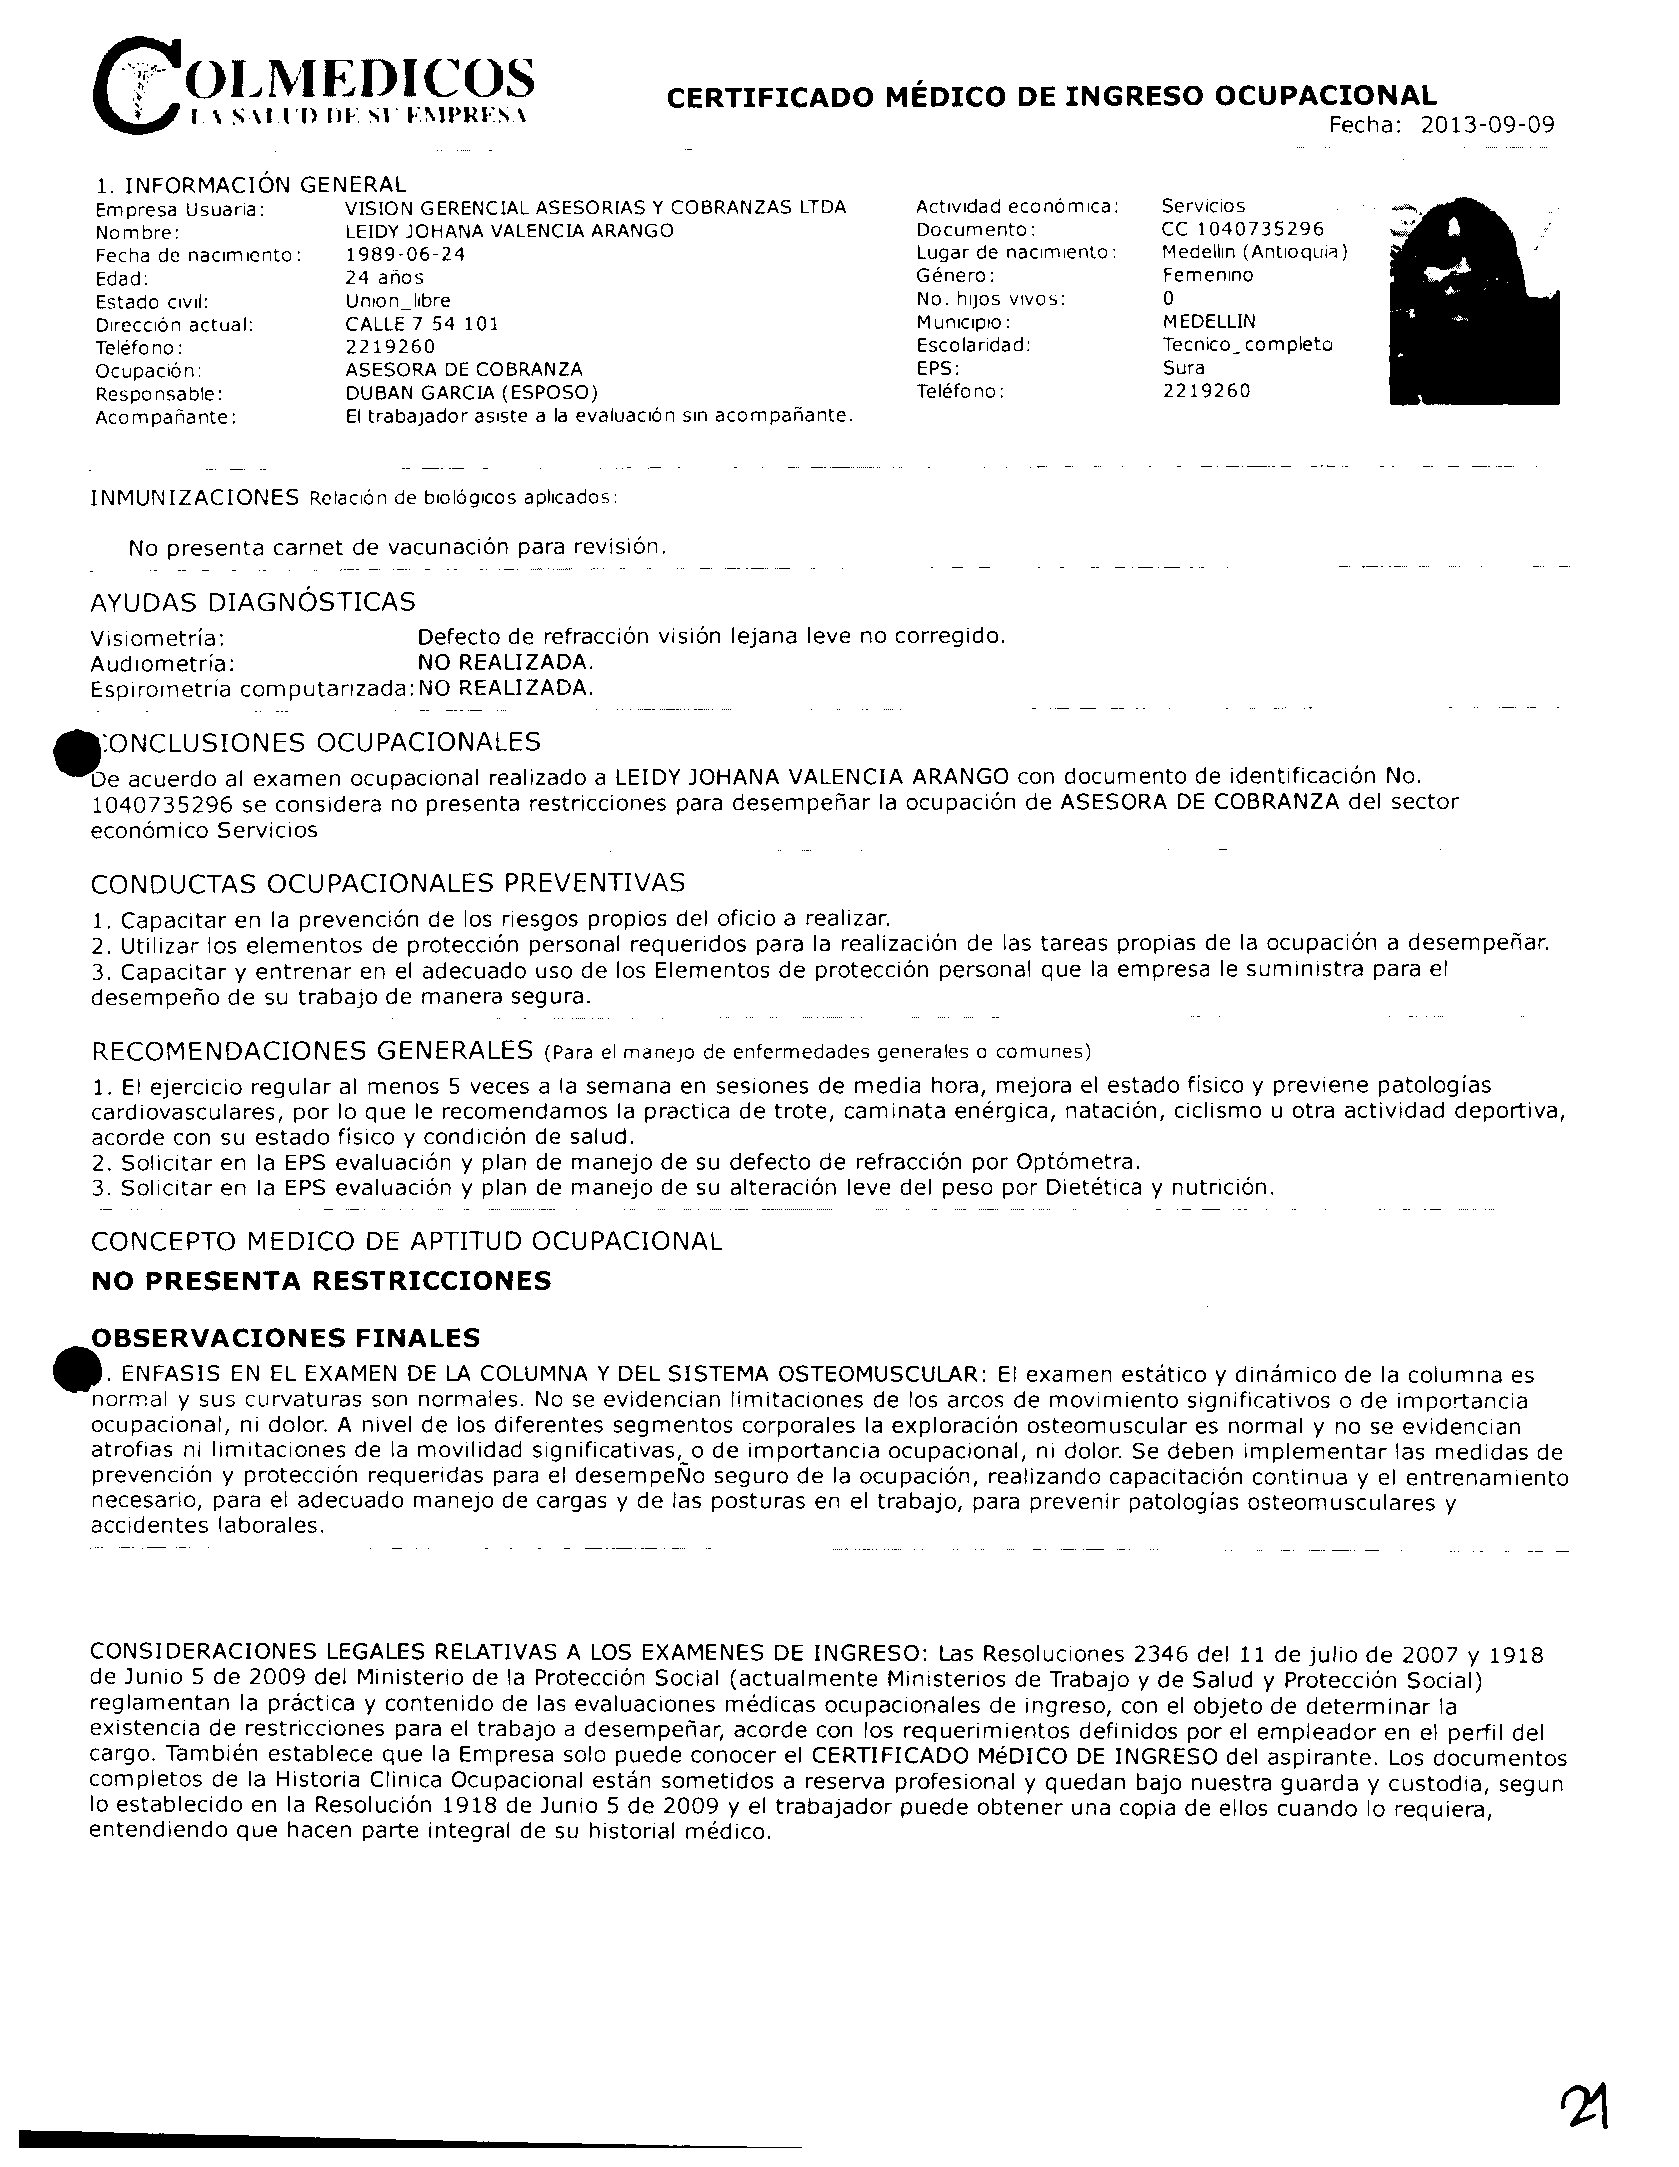 COLMEDICOS
LA SALUD DE SU EMPRESA
CERTIFICADO MÉDICO DE INGRESO OCUPACIONAL
Fecha: 2013-09-09
1. INFORMACIÓN GENERAL
Empresa Usuaria: VISION GERENCIAL ASESORIAS Y COBRANZAS LTDA Actividad económica: Servicios
Nombre: LEIDY JOHANA VALENCIA ARANGO Documento: CC 1040735296
Fecha de nacimiento: 1989-06-24 Lugar de nacimiento: Medellin (Antioquia)
Edad: 24 años Género: Femenino
Estado civil: Union_libre No. hijos vivos: 0
Dirección actual: CALLE 7 54 101 Municipio: MEDELLIN
Teléfono: 2219260 Escolaridad: Tecnico_completo
Ocupación: ASESORA DE COBRANZA EPS: Sura
Responsable: DUBAN GARCIA (ESPOSO) Teléfono: 2219260
Acompañante: El trabajador asiste a la evaluación sin acompañante.
INMUNIZACIONES Relación de biológicos aplicados:
No presenta carnet de vacunación para revisión.
AYUDAS DIAGNÓSTICAS
Visiometría: Defecto de refracción visión lejana leve no corregido.
Audiometría: NO REALIZADA.
Espirometría computarizada: NO REALIZADA.
CONCLUSIONES OCUPACIONALES
De acuerdo al examen ocupacional realizado a LEIDY JOHANA VALENCIA ARANGO con documento de identificación No.
1040735296 se considera no presenta restricciones para desempeñar la ocupación de ASESORA DE COBRANZA del sector
económico Servicios
CONDUCTAS OCUPACIONALES PREVENTIVAS
1. Capacitar en la prevención de los riesgos propios del oficio a realizar.
2. Utilizar los elementos de protección personal requeridos para la realización de las tareas propias de la ocupación a desempeñar.
3. Capacitar y entrenar en el adecuado uso de los Elementos de protección personal que la empresa le suministra para el
desempeño de su trabajo de manera segura.
RECOMENDACIONES GENERALES (Para el manejo de enfermedades generales o comunes)
1. El ejercicio regular al menos 5 veces a la semana en sesiones de media hora, mejora el estado físico y previene patologías
cardiovasculares, por lo que le recomendamos la practica de trote, caminata enérgica, natación, ciclismo u otra actividad deportiva,
acorde con su estado físico y condición de salud.
2. Solicitar en la EPS evaluación y plan de manejo de su defecto de refracción por Optómetra.
3. Solicitar en la EPS evaluación y plan de manejo de su alteración leve del peso por Dietética y nutrición.
CONCEPTO MEDICO DE APTITUD OCUPACIONAL
NO PRESENTA RESTRICCIONES
OBSERVACIONES FINALES
. ENFASIS EN EL EXAMEN DE LA COLUMNA Y DEL SISTEMA OSTEOMUSCULAR: El examen estático y dinámico de la columna es
normal y sus curvaturas son normales. No se evidencian limitaciones de los arcos de movimiento significativos o de importancia
ocupacional, ni dolor. A nivel de los diferentes segmentos corporales la exploración osteomuscular es normal y no se evidencian
atrofias ni limitaciones de la movilidad significativas, o de importancia ocupacional, ni dolor. Se deben implementar las medidas de
prevención y protección requeridas para el desempeÑo seguro de la ocupación, realizando capacitación continua y el entrenamiento
necesario, para el adecuado manejo de cargas y de las posturas en el trabajo, para prevenir patologías osteomusculares y
accidentes laborales.
CONSIDERACIONES LEGALES RELATIVAS A LOS EXAMENES DE INGRESO: Las Resoluciones 2346 del 11 de julio de 2007 y 1918
de Junio 5 de 2009 del Ministerio de la Protección Social (actualmente Ministerios de Trabajo y de Salud y Protección Social)
reglamentan la práctica y contenido de las evaluaciones médicas ocupacionales de ingreso, con el objeto de determinar la
existencia de restricciones para el trabajo a desempeñar, acorde con los requerimientos definidos por el empleador en el perfil del
cargo. También establece que la Empresa solo puede conocer el CERTIFICADO MéDICO DE INGRESO del aspirante. Los documentos
completos de la Historia Clinica Ocupacional están sometidos a reserva profesional y quedan bajo nuestra guarda y custodia, segun
lo establecido en la Resolución 1918 de Junio 5 de 2009 y el trabajador puede obtener una copia de ellos cuando lo requiera,
entendiendo que hacen parte integral de su historial médico.
21